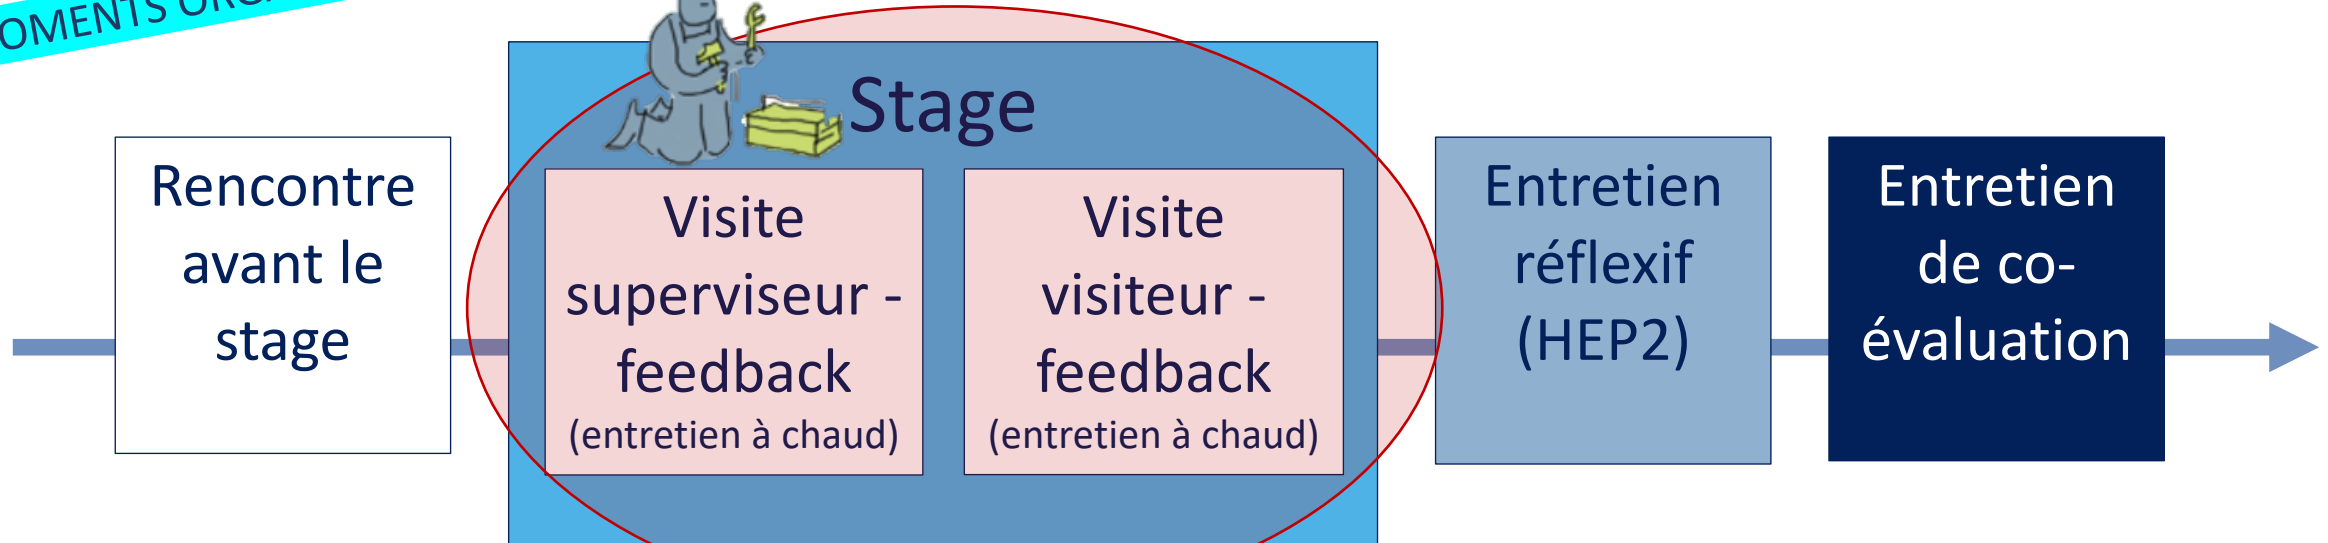 Stage
Rencontre
avant le
stage
Visite
superviseur -
feedback
(entretien à chaud)
Visite
visiteur -
feedback
(entretien à chaud)
Entretien
réflexif
(HEP2)
Entretien
de co-
évaluation